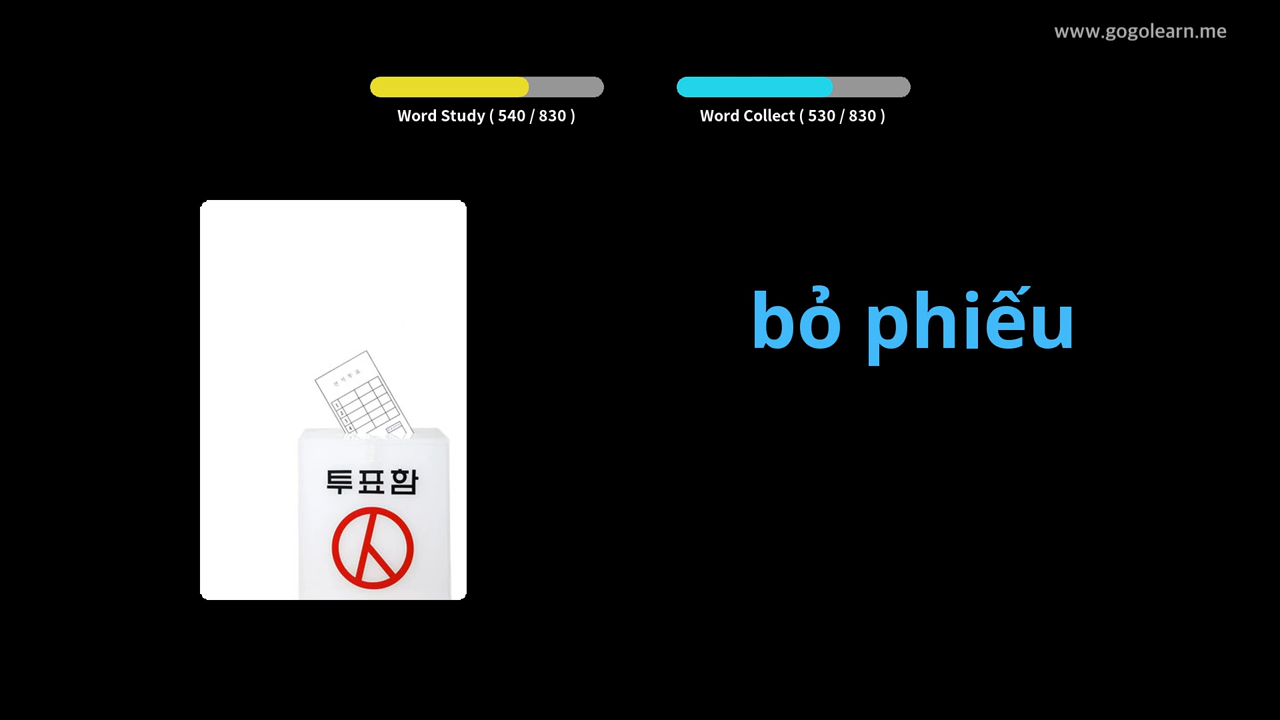 www.gogolearn.me
Word Study ( 540 / 830 )
Word Collect ( 530 / 830 )
bỏ phiếu
투표함